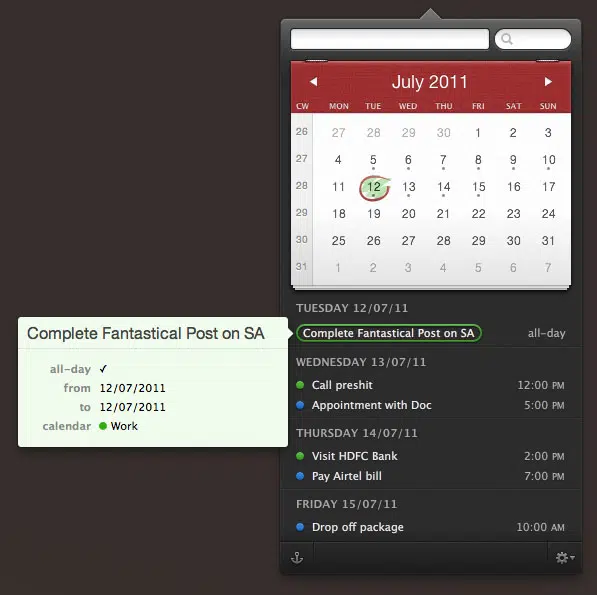 July 2011
CW MON TUE WED THU FRI SAT SUN
26 27 28 29 30 1 2 3
27 4 5 6 7 8 9 10
28 11 12 13 14 15 16 17
29 18 19 20 21 22 23 24
30 25 26 27 28 29 30 31
31 1 2 3 4 5 6 7
TUESDAY 12/07/11
Complete Fantastical Post on SA all-day
WEDNESDAY 13/07/11
Call preshit 12:00 PM
Appointment with Doc 5:00 PM
THURSDAY 14/07/11
Visit HDFC Bank 2:00 PM
Pay Airtel bill 7:00 PM
FRIDAY 15/07/11
Drop off package 10:00 AM
Complete Fantastical Post on SA
all-day ✓
from 12/07/2011
to 12/07/2011
calendar Work